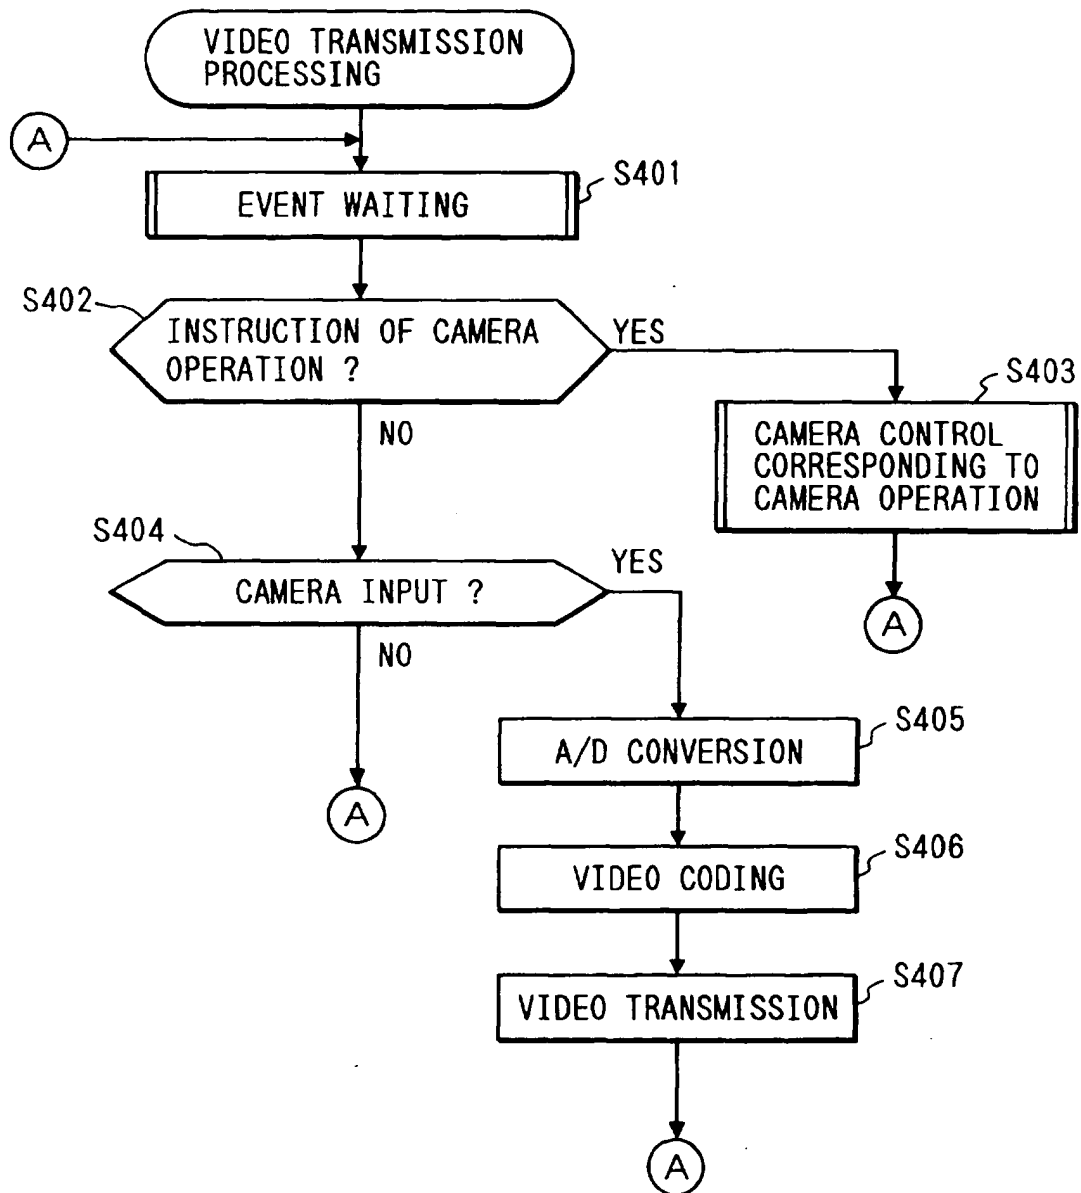 VIDEO TRANSMISSION
PROCESSING
A
S401
EVENT WAITING
S402
INSTRUCTION OF CAMERA
OPERATION ?
YES
NO
S403
CAMERA CONTROL
CORRESPONDING TO
CAMERA OPERATION
A
S404
CAMERA INPUT ?
YES
NO
A
S405
A/D CONVERSION
S406
VIDEO CODING
S407
VIDEO TRANSMISSION
A